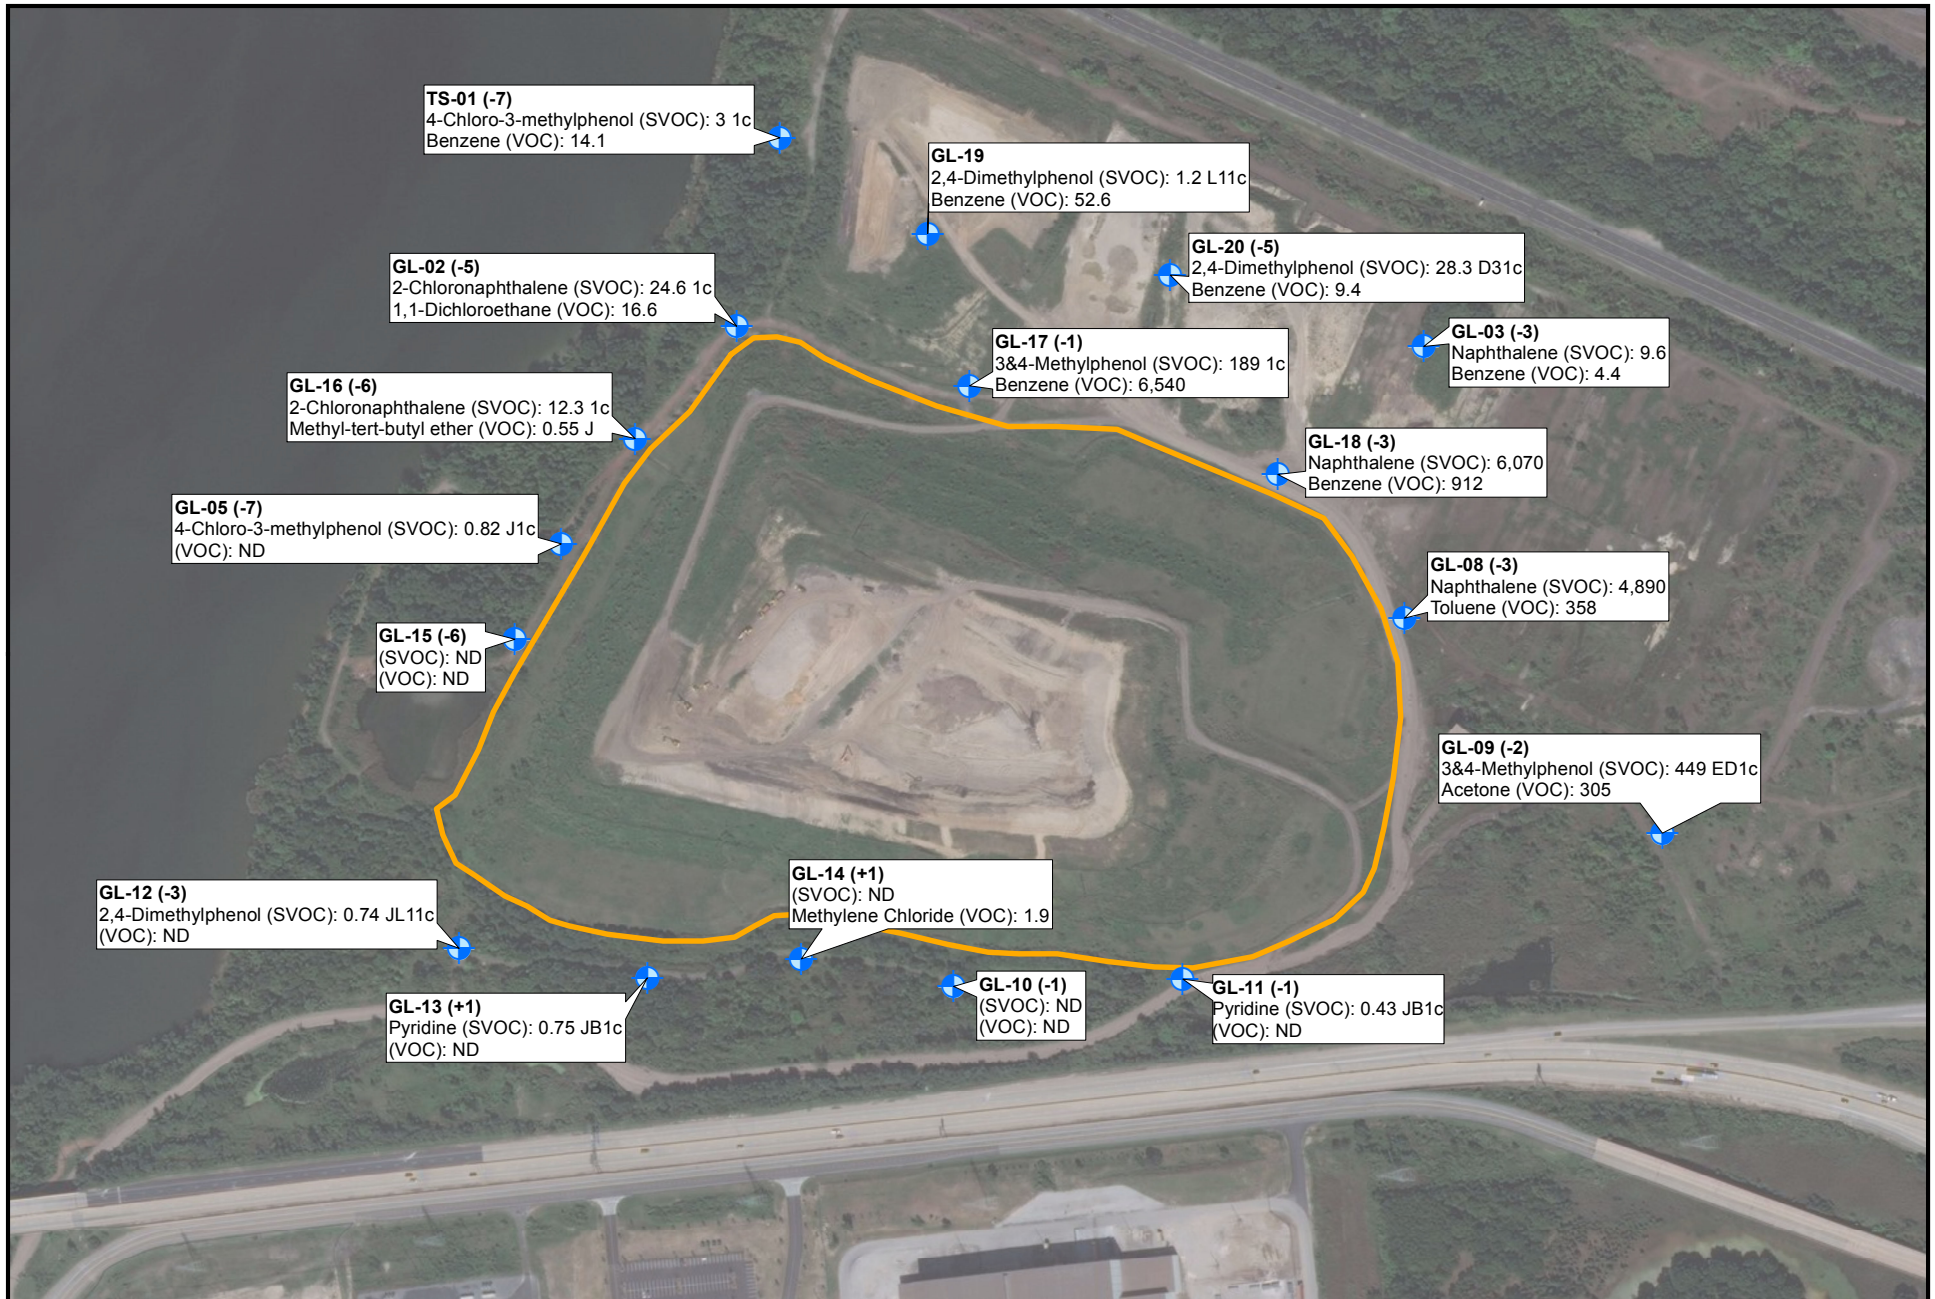 TS-01 (-7)
4-Chloro-3-methylphenol (SVOC): 3 1c
Benzene (VOC): 14.1
GL-19
2,4-Dimethylphenol (SVOC): 1.2 L11c
Benzene (VOC): 52.6
GL-20 (-5)
2,4-Dimethylphenol (SVOC): 28.3 D31c
Benzene (VOC): 9.4
GL-02 (-5)
2-Chloronaphthalene (SVOC): 24.6 1c
1,1-Dichloroethane (VOC): 16.6
GL-17 (-1)
3&4-Methylphenol (SVOC): 189 1c
Benzene (VOC): 6,540
GL-03 (-3)
Naphthalene (SVOC): 9.6
Benzene (VOC): 4.4
GL-16 (-6)
2-Chloronaphthalene (SVOC): 12.3 1c
Methyl-tert-butyl ether (VOC): 0.55 J
GL-18 (-3)
Naphthalene (SVOC): 6,070
Benzene (VOC): 912
GL-05 (-7)
4-Chloro-3-methylphenol (SVOC): 0.82 J1c
(VOC): ND
GL-08 (-3)
Naphthalene (SVOC): 4,890
Toluene (VOC): 358
GL-15 (-6)
(SVOC): ND
(VOC): ND
GL-09 (-2)
3&4-Methylphenol (SVOC): 449 ED1c
Acetone (VOC): 305
GL-14 (+1)
(SVOC): ND
Methylene Chloride (VOC): 1.9
GL-12 (-3)
2,4-Dimethylphenol (SVOC): 0.74 JL11c
(VOC): ND
GL-10 (-1)
(SVOC): ND
(VOC): ND
GL-11 (-1)
Pyridine (SVOC): 0.43 JB1c
(VOC): ND
GL-13 (+1)
Pyridine (SVOC): 0.75 JB1c
(VOC): ND